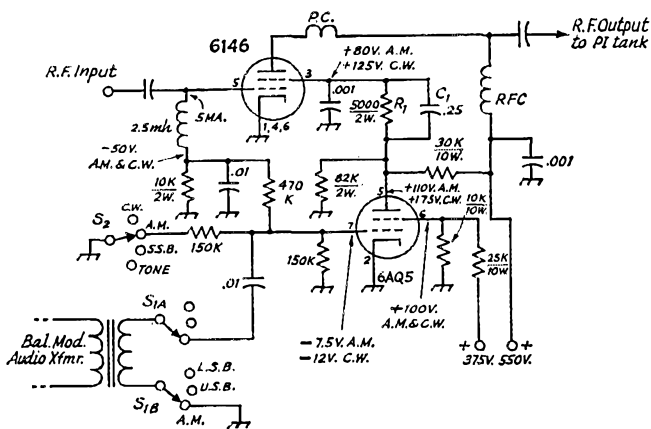 P.C.
R.F. Output
to PI tank
6146
+80V. A.M.
+125V. C.W.
R.F. Input
5
3
5MA.
.001
5000
2W.
R1
C1
.25
RFC
2.5mh
1,4,6
-50V.
A.M.& C.W.
30K
10W.
.001
10K
2W.
.01
470
K
82K
2W.
5
+110V. A.M.
+175V. C.W.
10K
10W.
S2
C.W.
A.M.
S.S.B.
TONE
150K
7
6
2
150K
6AQ5
25K
10W.
.01
S1A
+100V.
A.M.& C.W.
Bal. Mod.
Audio Xfmr.
-7.5V. A.M.
-12V. C.W.
+
+
375V.
550V.
L.S.B.
U.S.B.
S1B
A.M.